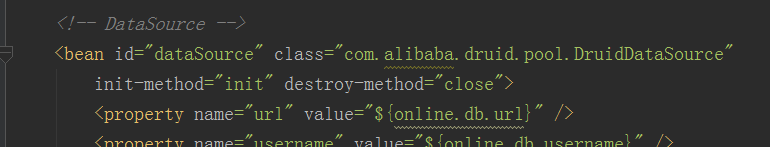 <!-- DataSource -->
<bean id="dataSource" class="com.alibaba.druid.pool.DruidDataSource"
init-method="init" destroy-method="close">
<property name="url" value="${online.db.url}" />
<property name="username" value="${online.db.username}" />